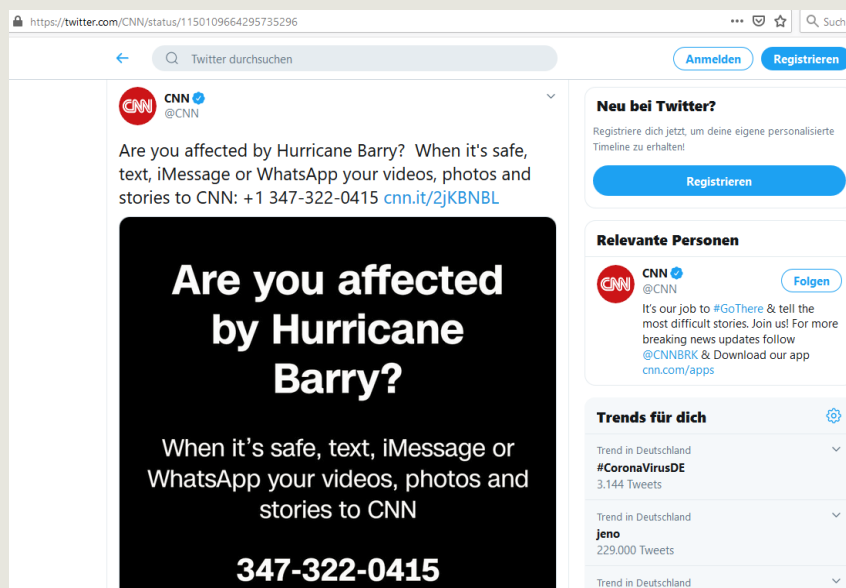 https://twitter.com/CNN/status/1150109664295735296
Such
Twitter durchsuchen
Anmelden
Registrieren
CNN
CNN
@CNN
Are you affected by Hurricane Barry?  When it's safe,
text, iMessage or WhatsApp your videos, photos and
stories to CNN: +1 347-322-0415 cnn.it/2jKBNBL
Are you affected
by Hurricane
Barry?
When it's safe, text, iMessage or
WhatsApp your videos, photos and
stories to CNN
347-322-0415
Neu bei Twitter?
Registriere dich jetzt, um deine eigene personalisierte
Timeline zu erhalten!
Registrieren
Relevante Personen
CNN
CNN
@CNN
Folgen
It's our job to #GoThere & tell the
most difficult stories. Join us! For more
breaking news updates follow
@CNNBRK & Download our app
cnn.com/apps
Trends für dich
Trend in Deutschland
#CoronaVirusDE
3.144 Tweets
Trend in Deutschland
jeno
229.000 Tweets
Trend in Deutschland